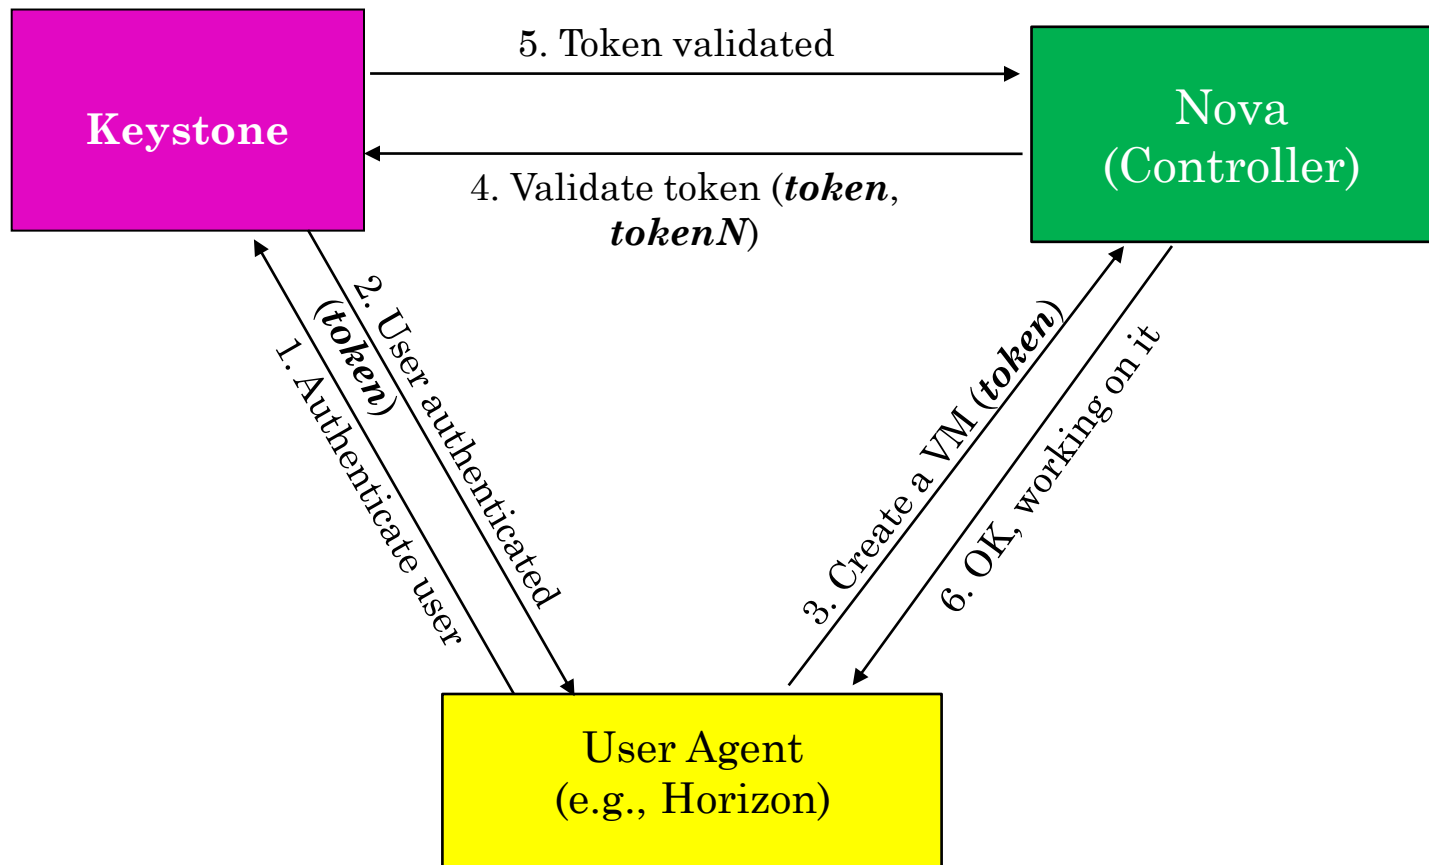 5. Token validated
Keystone
Nova
(Controller)
4. Validate token (token,
tokenN)
1. Authenticate user
2. User authenticated
(token)
3. Create a VM (token)
6. OK, working on it
User Agent
(e.g., Horizon)